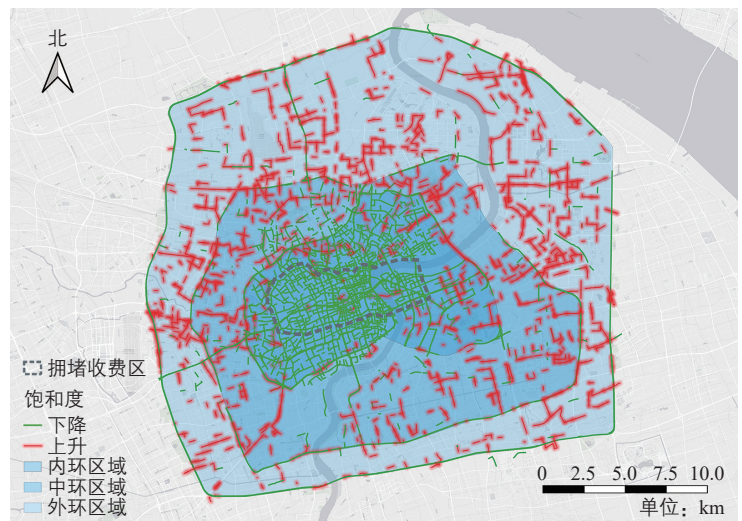 北
拥堵收费区
饱和度
下降
上升
内环区域
中环区域
外环区域
0 2.5 5.0 7.5 10.0
单位：km